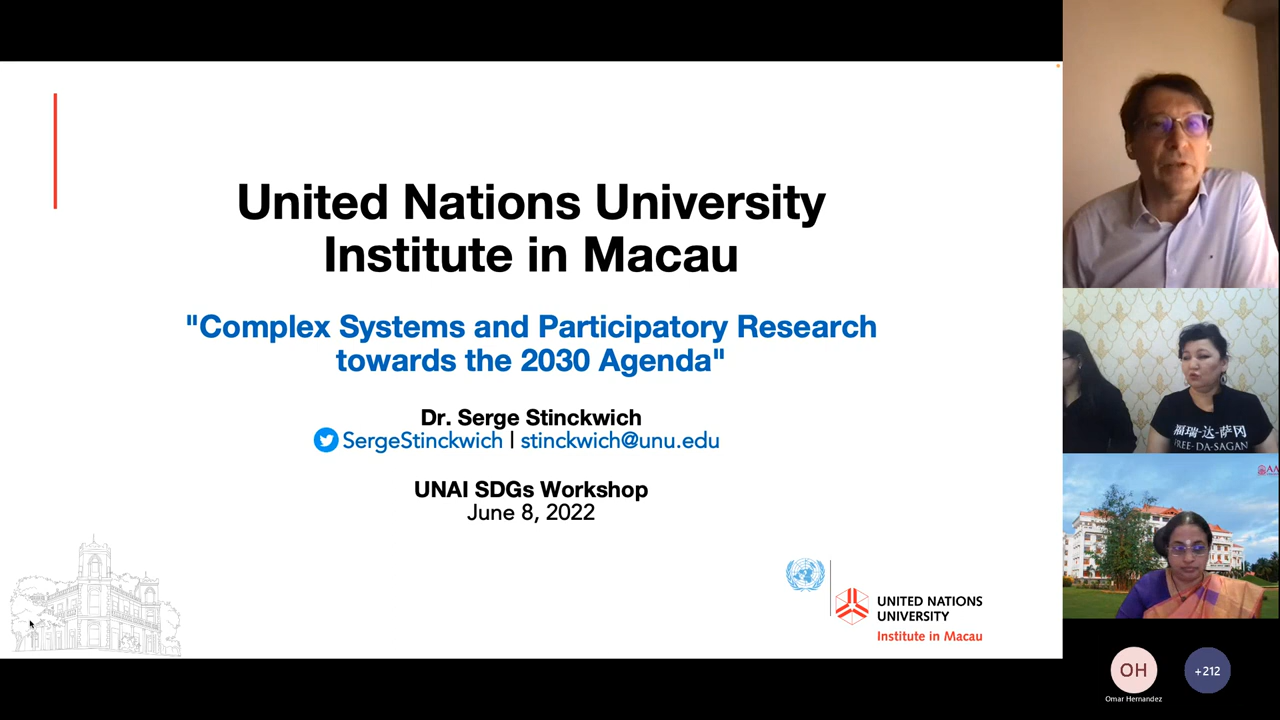 United Nations University
Institute in Macau
"Complex Systems and Participatory Research
towards the 2030 Agenda"
Dr. Serge Stinckwich
SergeStinckwich | stinckwich@unu.edu
UNAI SDGs Workshop
June 8, 2022
UNITED NATIONS
UNIVERSITY
Institute in Macau
福瑞-达-萨冈
FREE-DA-SAGAN
OH
+212
Omar Hernandez